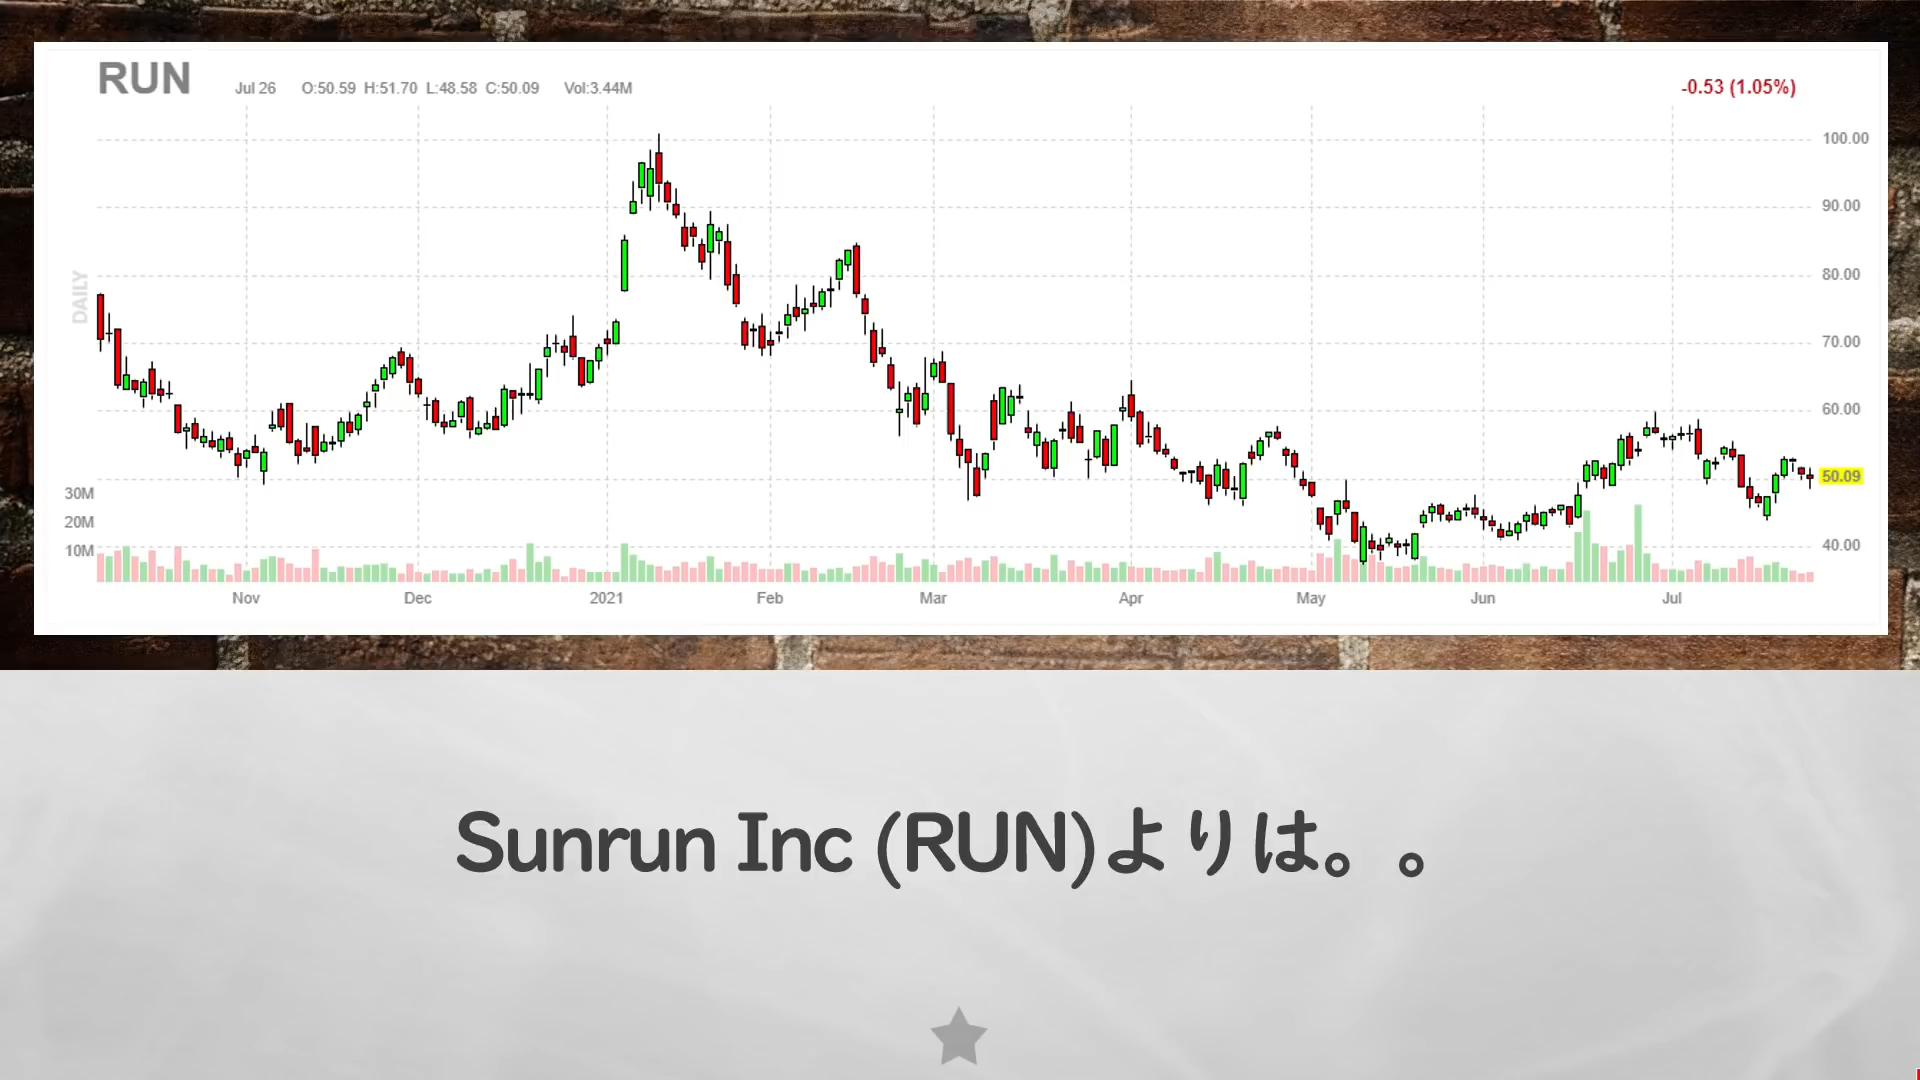 RUN Jul 26 O:50.59 H:51.70 L:48.58 C:50.09 Vol:3.44M -0.53 (1.05%)
100.00
90.00
80.00
DAILY
70.00
60.00
50.09
30M
20M
10M
40.00
Nov Dec 2021 Feb Mar Apr May Jun Jul
Sunrun Inc (RUN)よりは。。